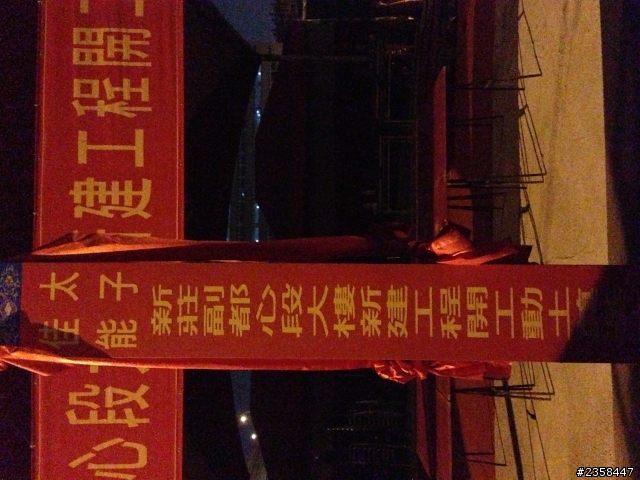 心段 建工程開
太子
佳能
新莊副都心段大樓新建工程開工動土
#2358447